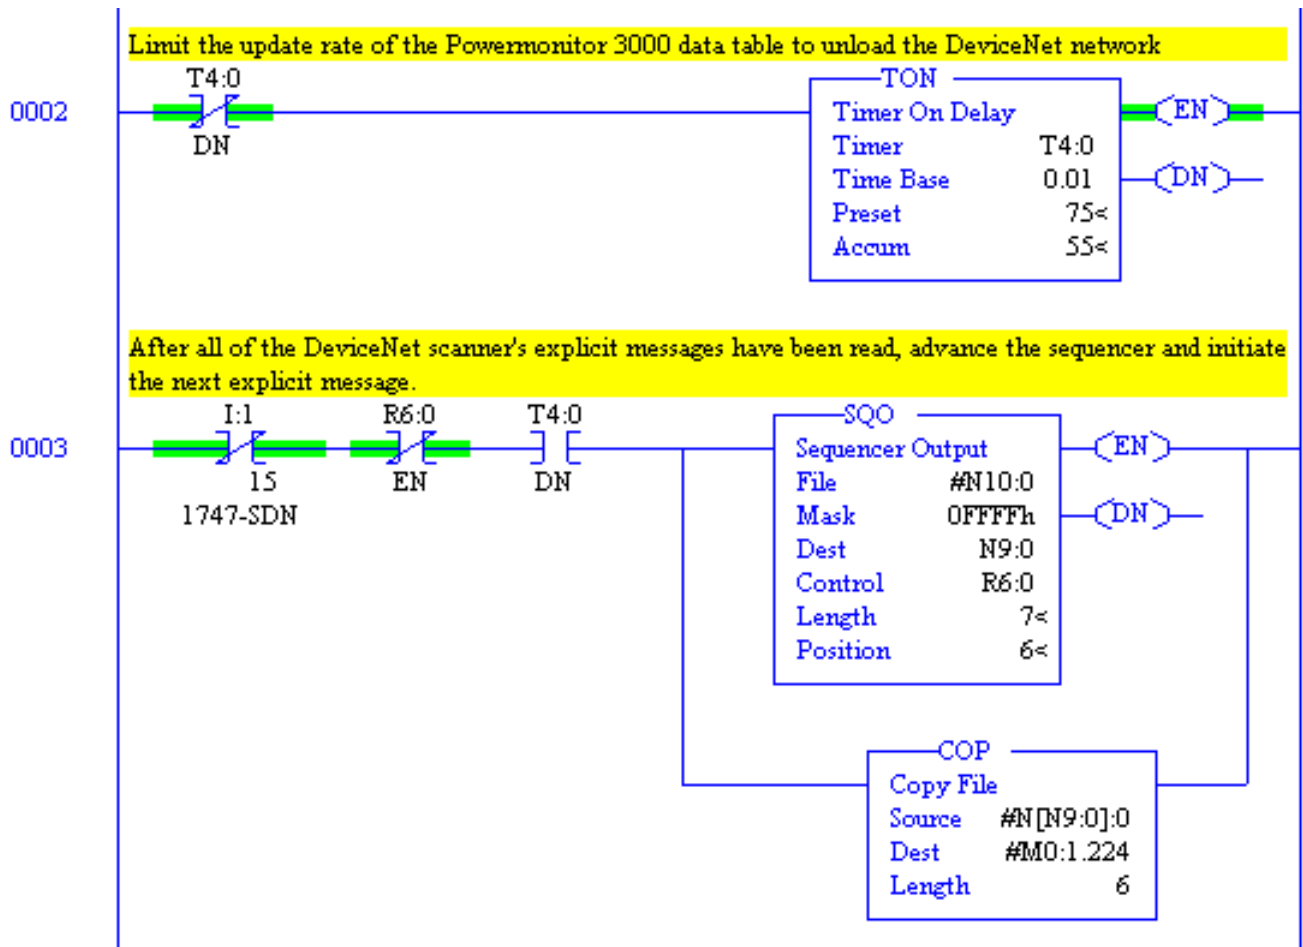 Limit the update rate of the Powermonitor 3000 data table to unload the DeviceNet network
0002
T4:0
DN
TON
Timer On Delay
Timer T4:0
Time Base 0.01
Preset 75<
Accum 55<
EN
DN
After all of the DeviceNet scanner's explicit messages have been read, advance the sequencer and initiate
the next explicit message.
0003
I:1
15
1747-SDN
R6:0
EN
T4:0
DN
SQO
Sequencer Output
File #N10:0
Mask 0FFFFh
Dest N9:0
Control R6:0
Length 7<
Position 6<
EN
DN
COP
Copy File
Source #N[N9:0]:0
Dest #M0:1.224
Length 6